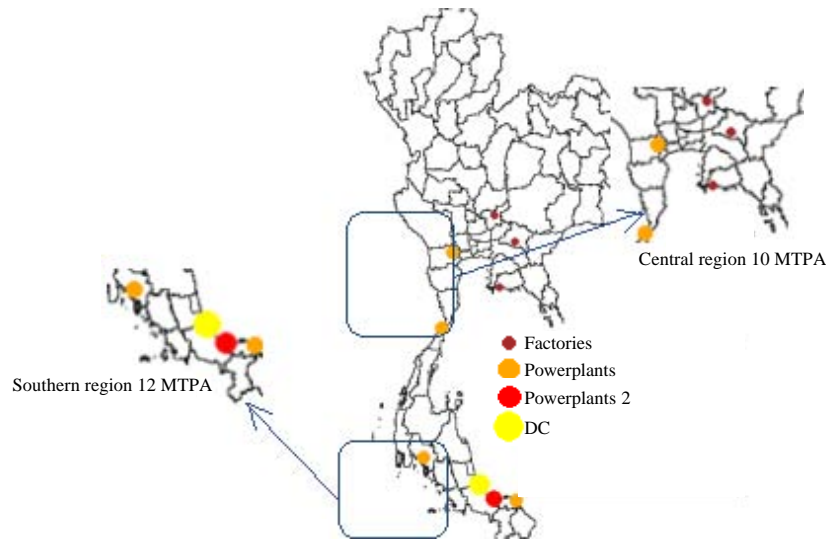 Central region 10 MTPA
Factories
Powerplants
Southern region 12 MTPA
Powerplants 2
DC